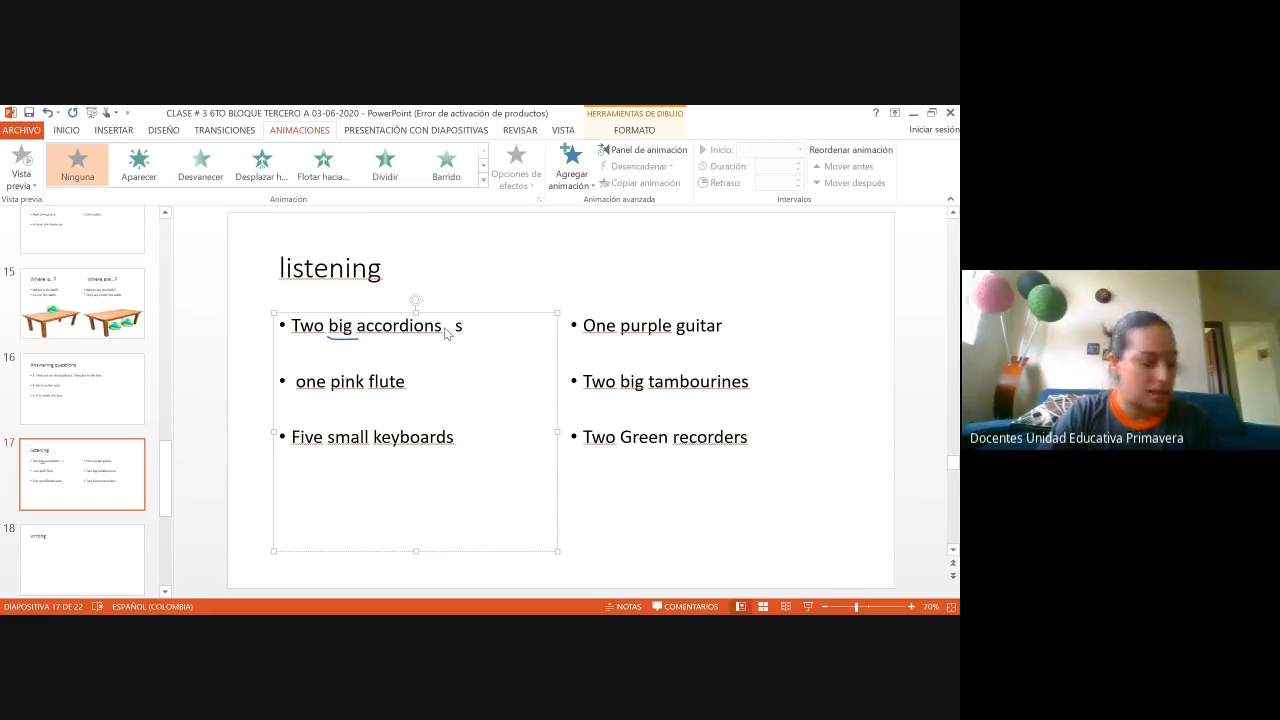 CLASE # 3 6TO BLOQUE TERCERO A 03-06-2020 - PowerPoint (Error de activación de productos)
HERRAMIENTAS DE DIBUJO
ARCHIVO INICIO INSERTAR DISEÑO TRANSICIONES ANIMACIONES PRESENTACIÓN CON DIAPOSITIVAS REVISAR VISTA FORMATO
Iniciar sesión
Vista previa
Ninguna Aparecer Desvanecer Desplazar h... Flotar hacia... Dividir Barrido
Opciones de efectos
Agregar animación
Panel de animación
Desencadenar
Copiar animación
Inicio:
Duración:
Retraso:
Reordenar animación
Mover antes
Mover después
Vista previa Animación Animación avanzada Intervalos
15
Where is...? Where are...?
16
Answering questions
17
listening
18
writing
listening
• Two big accordions s
• one pink flute
• Five small keyboards
• One purple guitar
• Two big tambourines
• Two Green recorders
DIAPOSITIVA 17 DE 22 ESPAÑOL (COLOMBIA) NOTAS COMENTARIOS 70%
Docentes Unidad Educativa Primavera